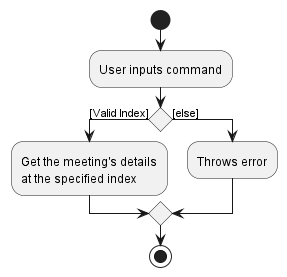 User inputs command
[Valid Index]
[else]
Get the meeting's details
at the specified index
Throws error